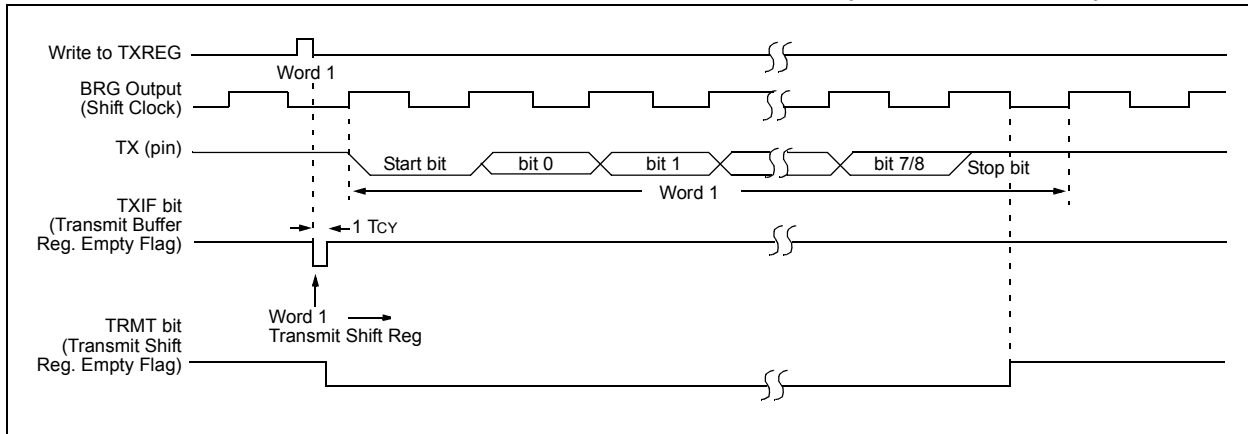 Write to TXREG
Word 1
BRG Output
(Shift Clock)
TX (pin)
Start bit
bit 0
bit 1
bit 7/8
Stop bit
Word 1
TXIF bit
(Transmit Buffer
Reg. Empty Flag)
1 TCY
Word 1
Transmit Shift Reg
TRMT bit
(Transmit Shift
Reg. Empty Flag)